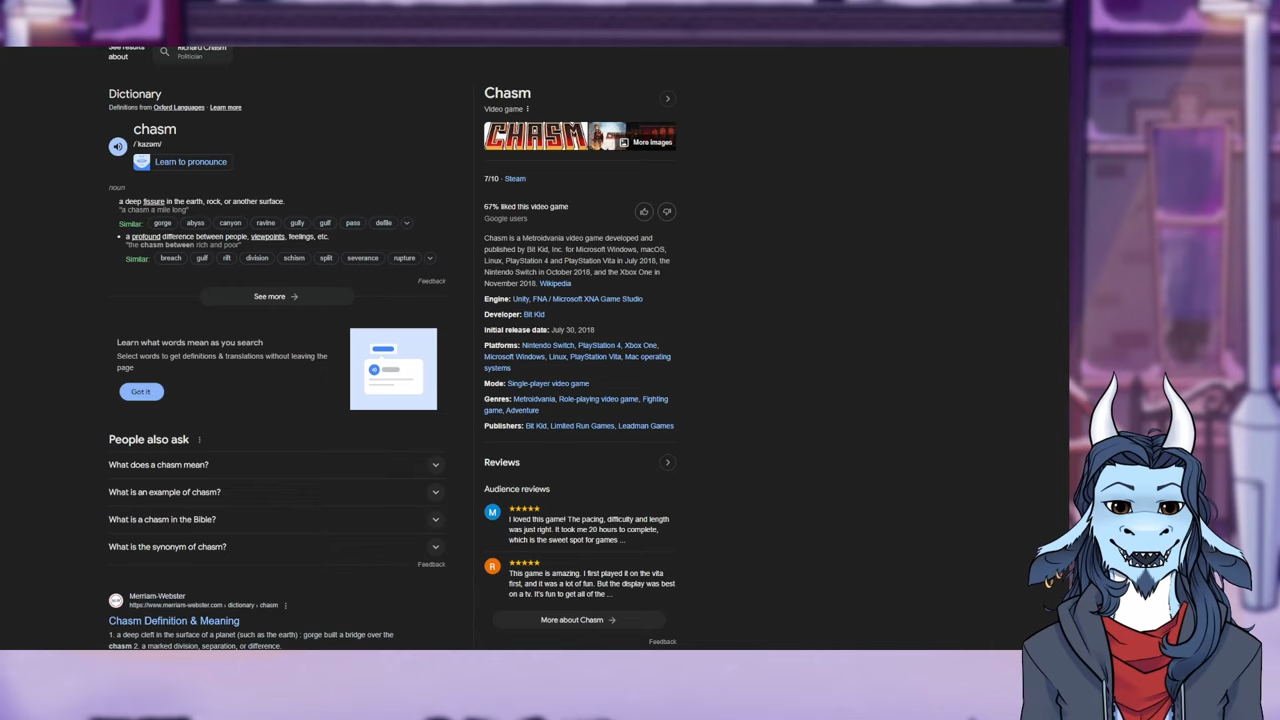 See results
about
Richard Chasm
Politician
Dictionary
Definitions from Oxford Languages · Learn more
chasm
/ˈkazəm/
Learn to pronounce
noun
a deep fissure in the earth, rock, or another surface.
"a chasm a mile long"
Similar: gorge abyss canyon ravine gully gulf pass defile
• a profound difference between people, viewpoints, feelings, etc.
"the chasm between rich and poor"
Similar: breach gulf rift division schism split severance rupture
Feedback
See more
Learn what words mean as you search
Select words to get definitions & translations without leaving the
page
Got it
People also ask
What does a chasm mean?
What is an example of chasm?
What is a chasm in the Bible?
What is the synonym of chasm?
Feedback
Merriam-Webster
https://www.merriam-webster.com › dictionary › chasm
Chasm Definition & Meaning
1. a deep cleft in the surface of a planet (such as the earth) : gorge built a bridge over the
chasm 2. a marked division, separation, or difference.
Chasm
Video game
CHASM
More Images
7/10 · Steam
67% liked this video game
Google users
Chasm is a Metroidvania video game developed and
published by Bit Kid, Inc. for Microsoft Windows, macOS,
Linux, PlayStation 4 and PlayStation Vita in July 2018, the
Nintendo Switch in October 2018, and the Xbox One in
November 2018. Wikipedia
Engine: Unity, FNA / Microsoft XNA Game Studio
Developer: Bit Kid
Initial release date: July 30, 2018
Platforms: Nintendo Switch, PlayStation 4, Xbox One,
Microsoft Windows, Linux, PlayStation Vita, Mac operating
systems
Mode: Single-player video game
Genres: Metroidvania, Role-playing video game, Fighting
game, Adventure
Publishers: Bit Kid, Limited Run Games, Leadman Games
Reviews
Audience reviews
M
I loved this game! The pacing, difficulty and length
was just right. It took me 20 hours to complete,
which is the sweet spot for games ...
R
This game is amazing. I first played it on the vita
first, and it was a lot of fun. But the display was best
on a tv. It's fun to get all of the ...
More about Chasm
Feedback